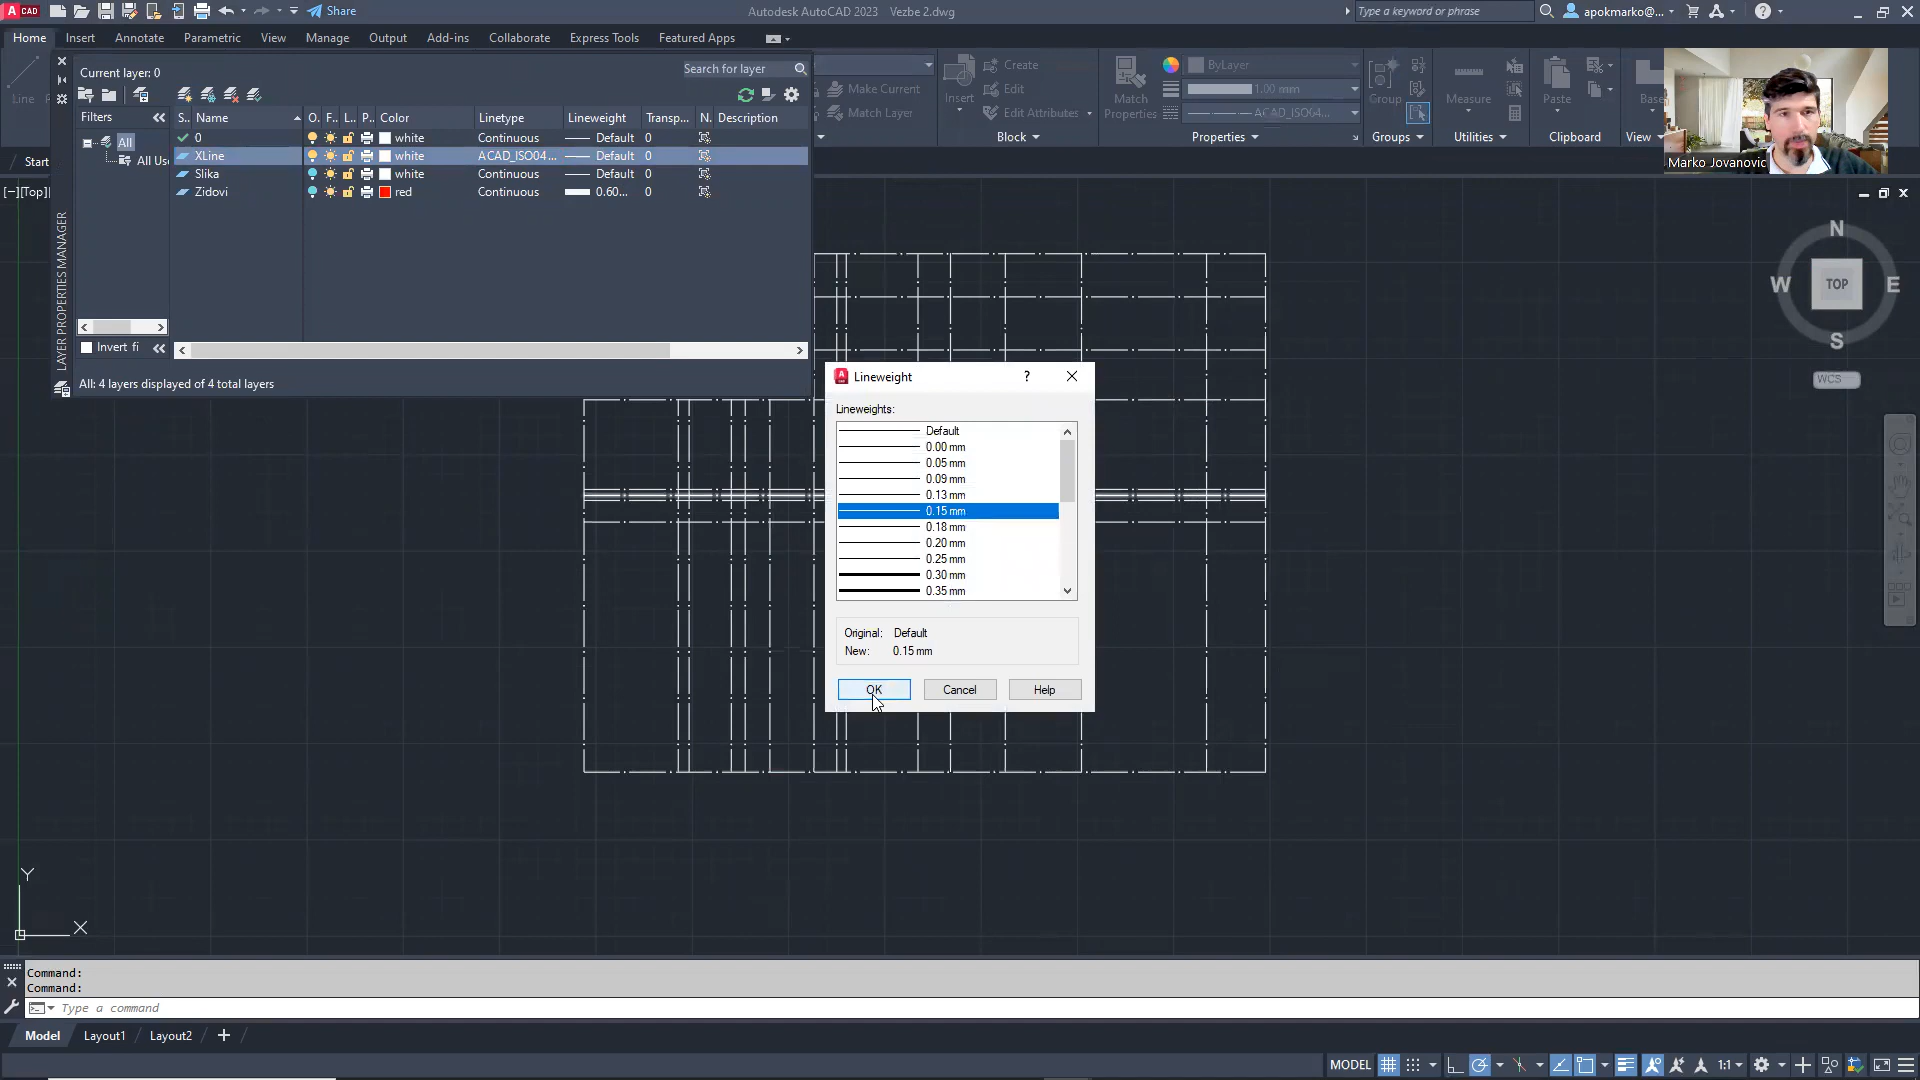 A CAD
Share
Autodesk AutoCAD 2023 Vezbe 2.dwg
Type a keyword or phrase
apokmarko@...
Home Insert Annotate Parametric View Manage Output Add-ins Collaborate Express Tools Featured Apps
Line
Current layer: 0
Search for layer
Filters
All
All Us
Invert fi
S.. Name O. F.. L.. P.. Color Linetype Lineweight Transp... N. Description
0 white Continuous Default 0
XLine white ACAD_ISO04... Default 0
Slika white Continuous Default 0
Zidovi red Continuous 0.60... 0
All: 4 layers displayed of 4 total layers
LAYER PROPERTIES MANAGER
Make Current
Match Layer
Insert
Create
Edit
Edit Attributes
Block
Match
Properties
ByLayer
1.00 mm
ACAD_ISO04...
Properties
Group
Groups
Measure
Utilities
Paste
Clipboard
Base
View
Marko Jovanovic
Start
[−][Top]
N
W TOP E
S
WCS
Lineweight
Lineweights:
Default
0.00 mm
0.05 mm
0.09 mm
0.13 mm
0.15 mm
0.18 mm
0.20 mm
0.25 mm
0.30 mm
0.35 mm
Original: Default
New: 0.15 mm
OK Cancel Help
Y
X
Command:
Command:
Type a command
Model Layout1 Layout2 +
MODEL
1:1